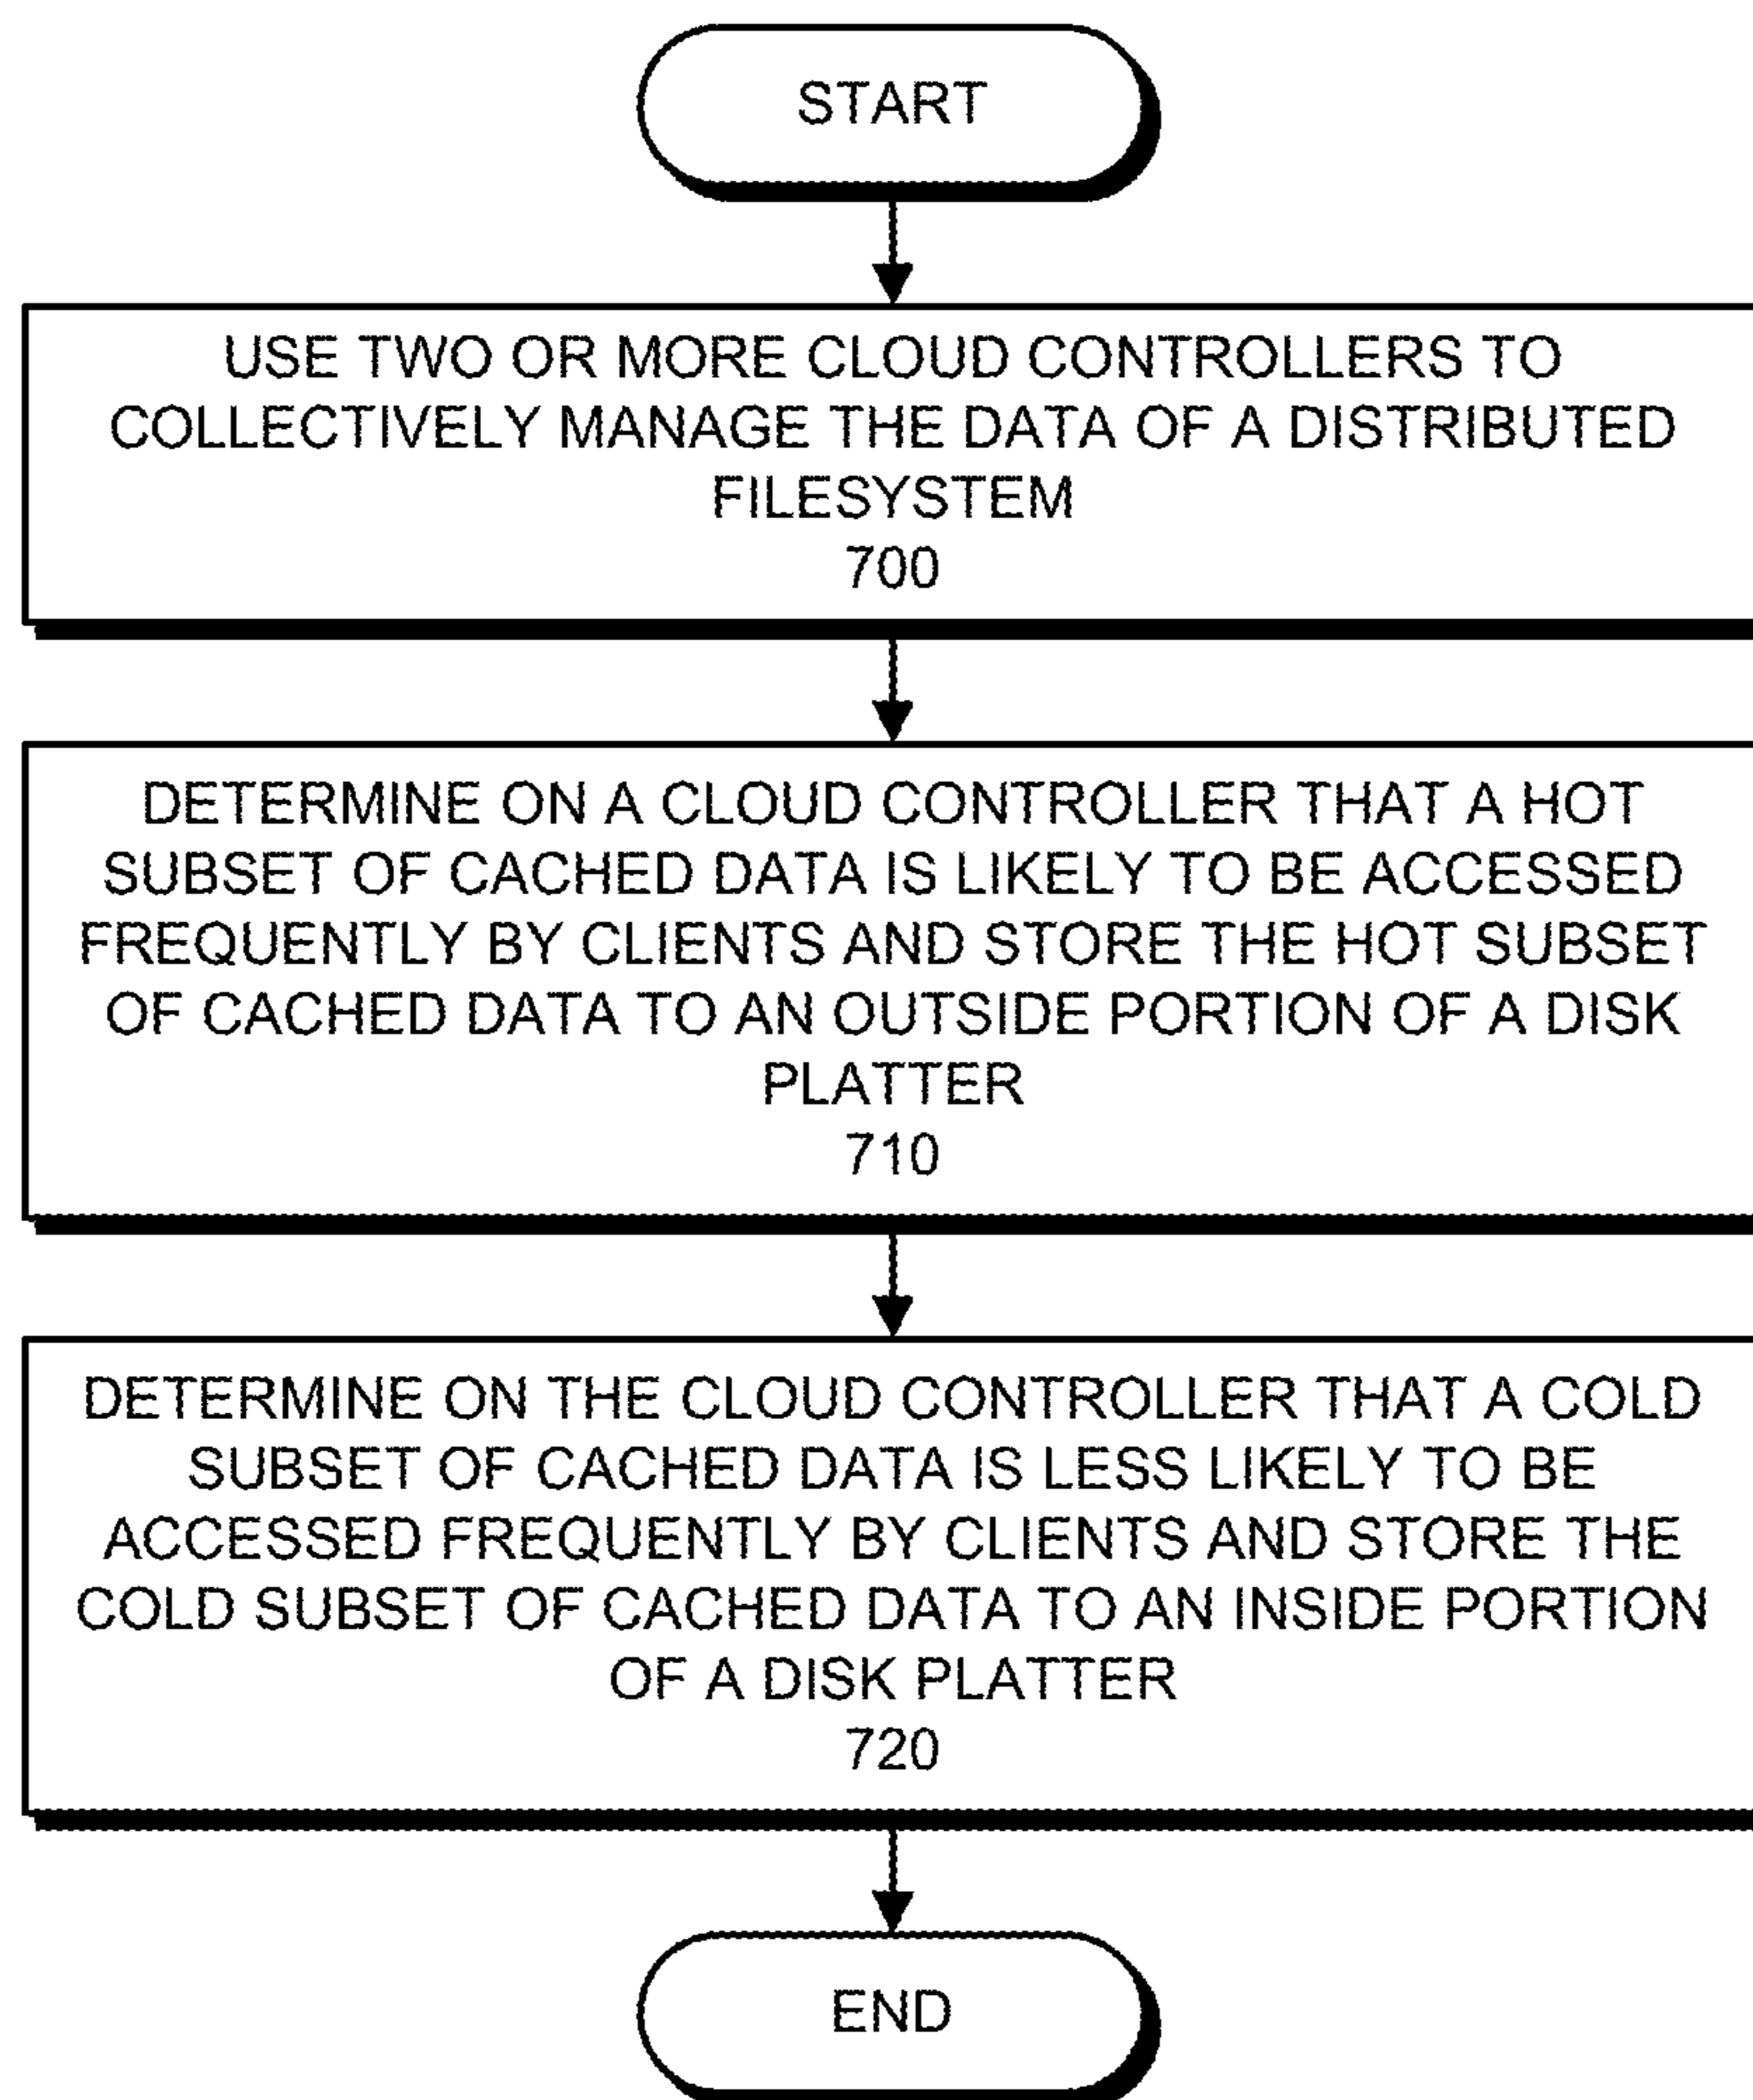 START
USE TWO OR MORE CLOUD CONTROLLERS TO
COLLECTIVELY MANAGE THE DATA OF A DISTRIBUTED
FILESYSTEM
700
DETERMINE ON A CLOUD CONTROLLER THAT A HOT
SUBSET OF CACHED DATA IS LIKELY TO BE ACCESSED
FREQUENTLY BY CLIENTS AND STORE THE HOT SUBSET
OF CACHED DATA TO AN OUTSIDE PORTION OF A DISK
PLATTER
710
DETERMINE ON THE CLOUD CONTROLLER THAT A COLD
SUBSET OF CACHED DATA IS LESS LIKELY TO BE
ACCESSED FREQUENTLY BY CLIENTS AND STORE THE
COLD SUBSET OF CACHED DATA TO AN INSIDE PORTION
OF A DISK PLATTER
720
END